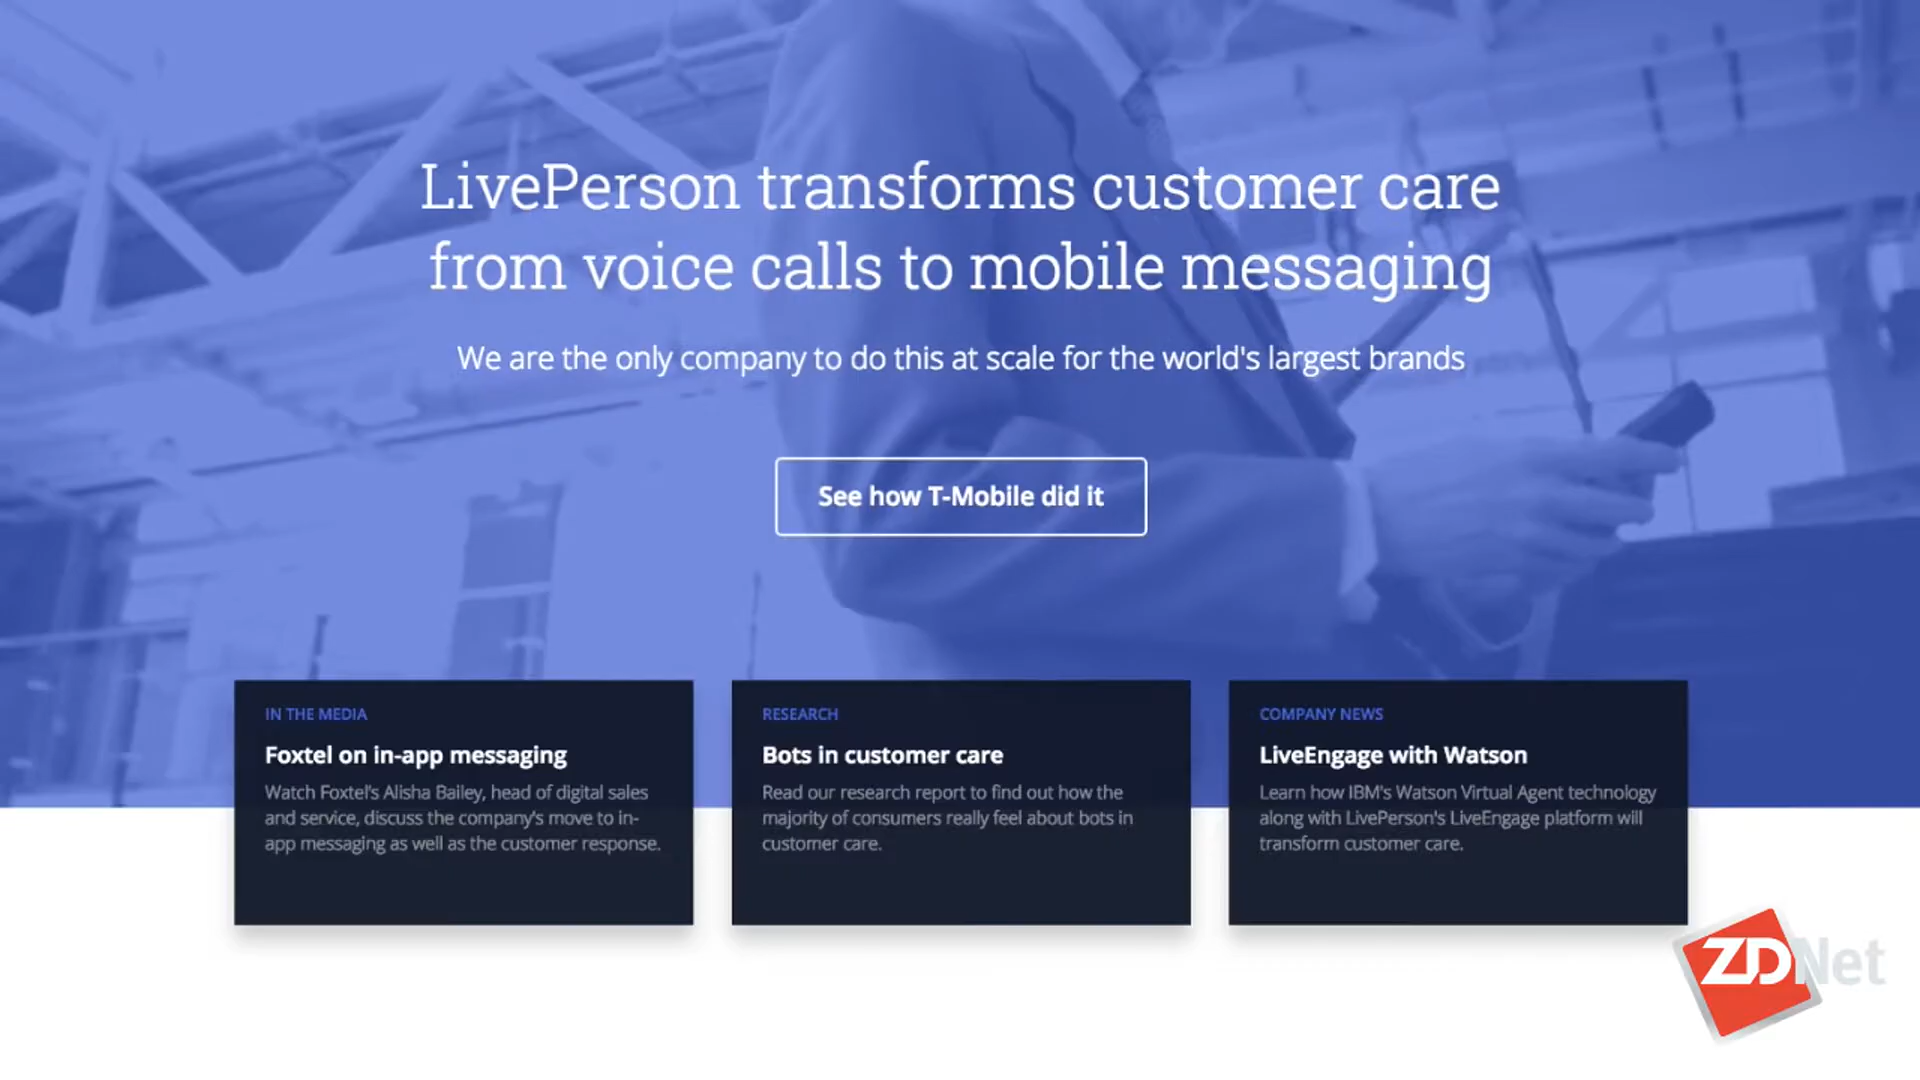 LivePerson transforms customer care
from voice calls to mobile messaging
We are the only company to do this at scale for the world's largest brands
See how T-Mobile did it
IN THE MEDIA
Foxtel on in-app messaging
Watch Foxtel's Alisha Bailey, head of digital sales
and service, discuss the company's move to in-
app messaging as well as the customer response.
RESEARCH
Bots in customer care
Read our research report to find out how the
majority of consumers really feel about bots in
customer care.
COMPANY NEWS
LiveEngage with Watson
Learn how IBM's Watson Virtual Agent technology
along with LivePerson's LiveEngage platform will
transform customer care.
ZDNet